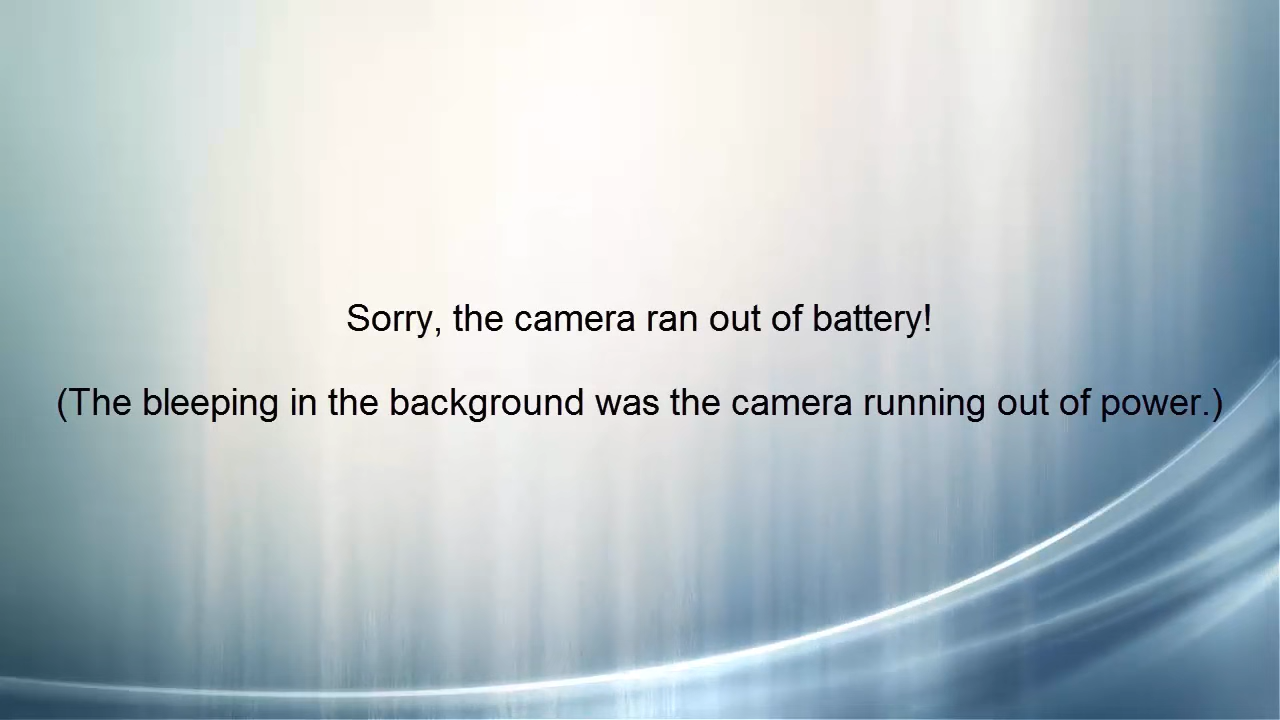 Sorry, the camera ran out of battery!
(The bleeping in the background was the camera running out of power.)